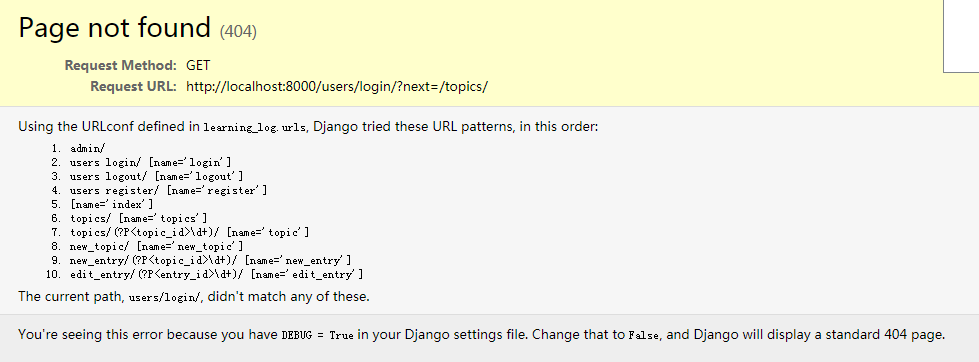 Page not found (404)
Request Method: GET
Request URL: http://localhost:8000/users/login/?next=/topics/
Using the URLconf defined in learning_log.urls, Django tried these URL patterns, in this order:
1. admin/
2. users login/ [name='login']
3. users logout/ [name='logout']
4. users register/ [name='register']
5. [name='index']
6. topics/ [name='topics']
7. topics/(?P<topic_id>\d+)/ [name='topic']
8. new_topic/ [name='new_topic']
9. new_entry/(?P<topic_id>\d+)/ [name='new_entry']
10. edit_entry/(?P<entry_id>\d+)/ [name='edit_entry']
The current path, users/login/, didn't match any of these.
You're seeing this error because you have DEBUG = True in your Django settings file. Change that to False, and Django will display a standard 404 page.